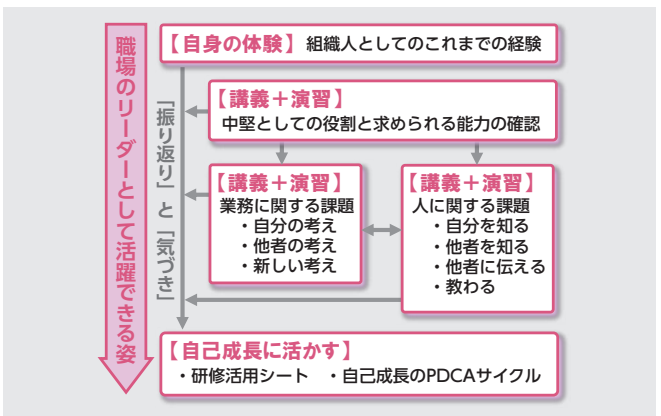 職場のリーダーとして活躍できる姿
【自身の体験】 組織人としてのこれまでの経験
「振り返り」と「気づき」
【講義＋演習】
中堅としての役割と求められる能力の確認
【講義＋演習】
業務に関する課題
・自分の考え
・他者の考え
・新しい考え
【講義＋演習】
人に関する課題
・自分を知る
・他者を知る
・他者に伝える
・教わる
【自己成長に活かす】
・研修活用シート ・自己成長のPDCAサイクル